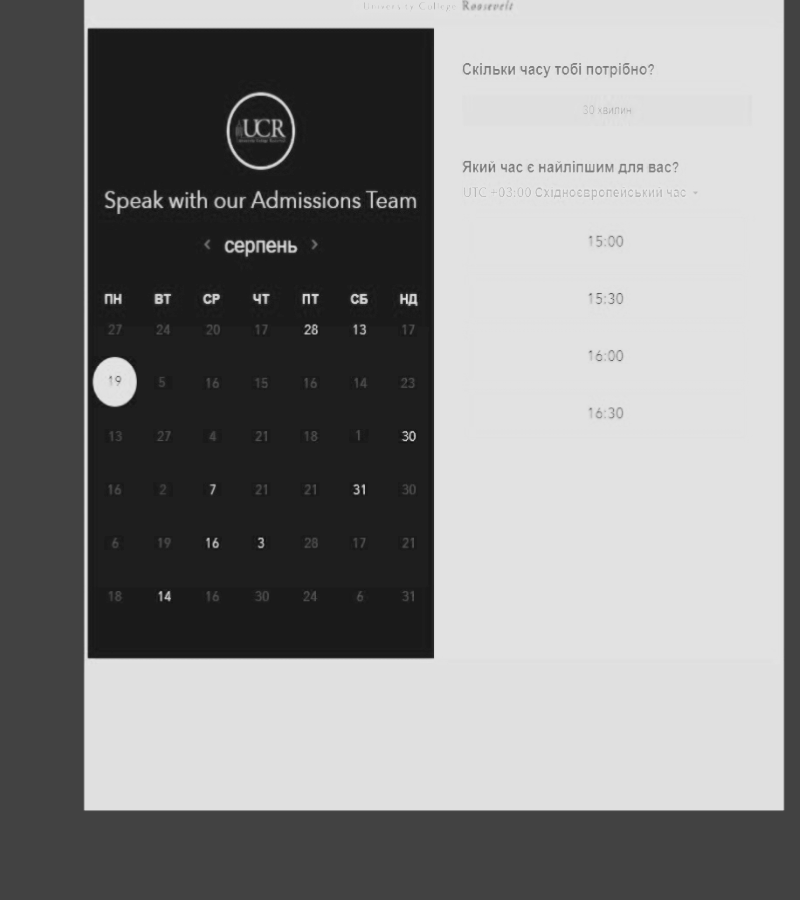 University College Roosevelt
UCR
Speak with our Admissions Team
‹ серпень ›
ПН ВТ СР ЧТ ПТ СБ НД
27 24 20 17 28 13 17
19 5 16 15 16 14 23
13 27 4 21 18 1 30
16 2 7 21 21 31 30
6 19 16 3 28 17 21
18 14 16 30 24 6 31
Скільки часу тобі потрібно?
30 хвилин
Який час є найліпшим для вас?
UTC +03:00 Східноєвропейський час
15:00
15:30
16:00
16:30